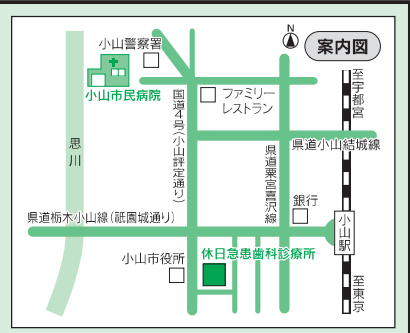 N
案内図
小山警察署
小山市民病院
ファミリー
レストラン
至宇都宮
国道4号(小山評定通り)
思川
県道小山結城線
県道粟宮喜沢線
銀行
県道栃木小山線(祇園城通り)
小山駅
小山市役所
休日急患歯科診療所
至東京